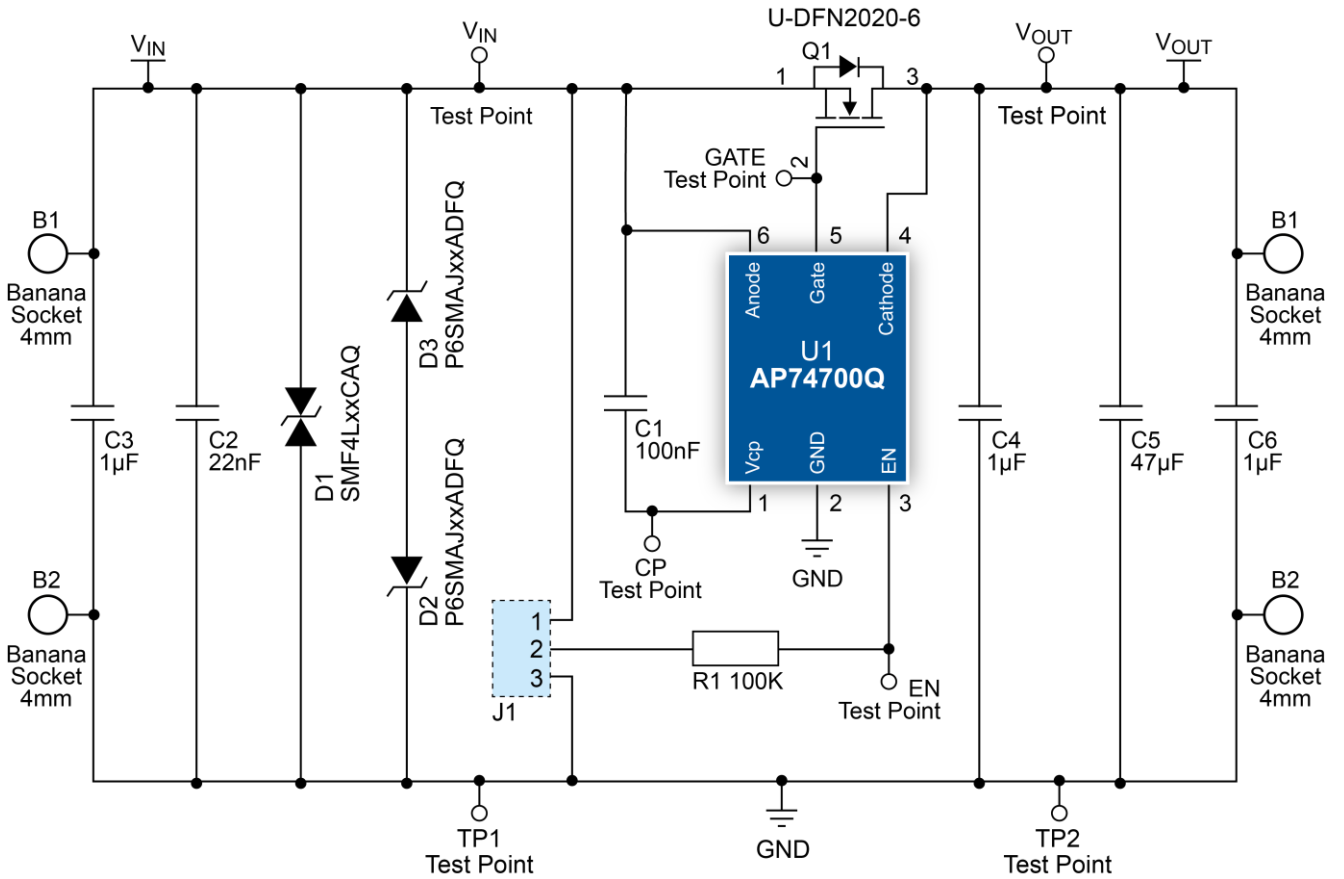 U-DFN2020-6
V_IN
V_IN
Q1
V_OUT
V_OUT
1
3
Test Point
Test Point
GATE
Test Point
2
B1
Banana
Socket
4mm
B1
Banana
Socket
4mm
6
5
4
Anode
Gate
Cathode
U1
AP74700Q
Vcp
GND
EN
1
2
3
D3
P6SMAJxxADFQ
D1
SMF4LxxCAQ
D2
P6SMAJxxADFQ
C3
1µF
C2
22nF
C1
100nF
C4
1µF
C5
47µF
C6
1µF
CP
Test Point
GND
B2
Banana
Socket
4mm
B2
Banana
Socket
4mm
1
2
3
J1
R1 100K
EN
Test Point
TP1
Test Point
GND
TP2
Test Point